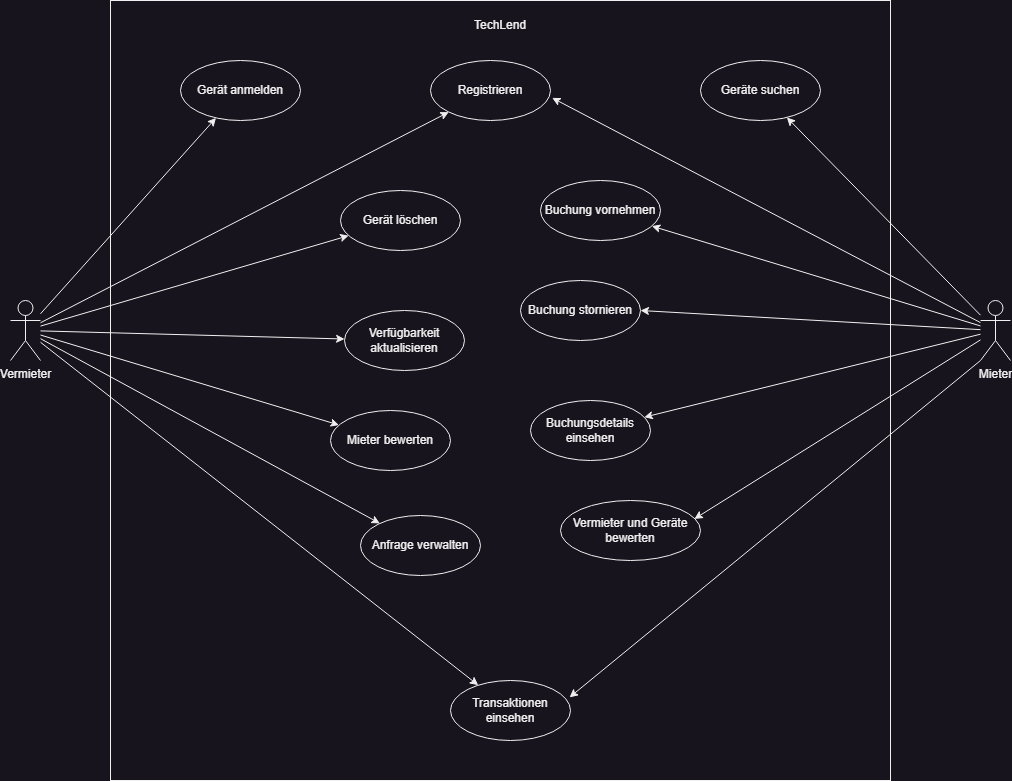 TechLend
Gerät anmelden
Registrieren
Geräte suchen
Gerät löschen
Buchung vornehmen
Buchung stornieren
Verfügbarkeit
aktualisieren
Vermieter
Mieter
Mieter bewerten
Buchungsdetails
einsehen
Anfrage verwalten
Vermieter und Geräte
bewerten
Transaktionen
einsehen